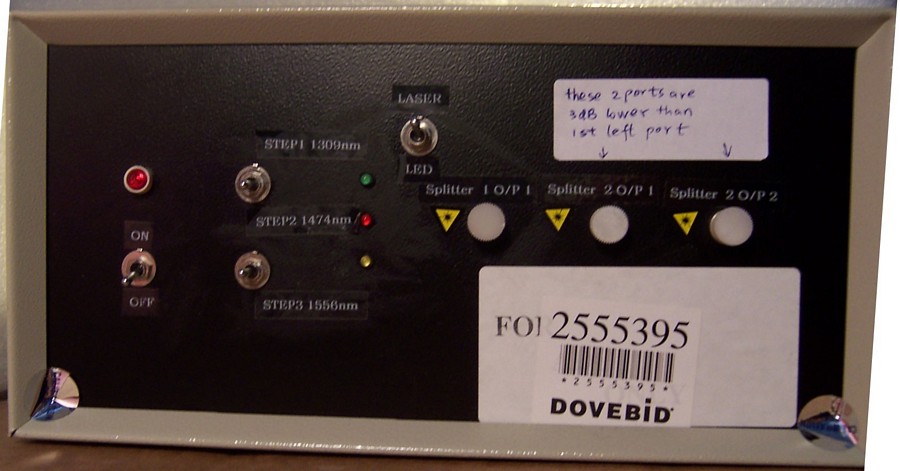 LASER
these 2 ports are
3dB lower than
1st left port
STEP1 1309nm
LED
Splitter 1 O/P 1
Splitter 2 O/P 1
Splitter 2 O/P 2
STEP2 1474nm
ON
OFF
STEP3 1556nm
2555395
*2555395*
DOVEBiD